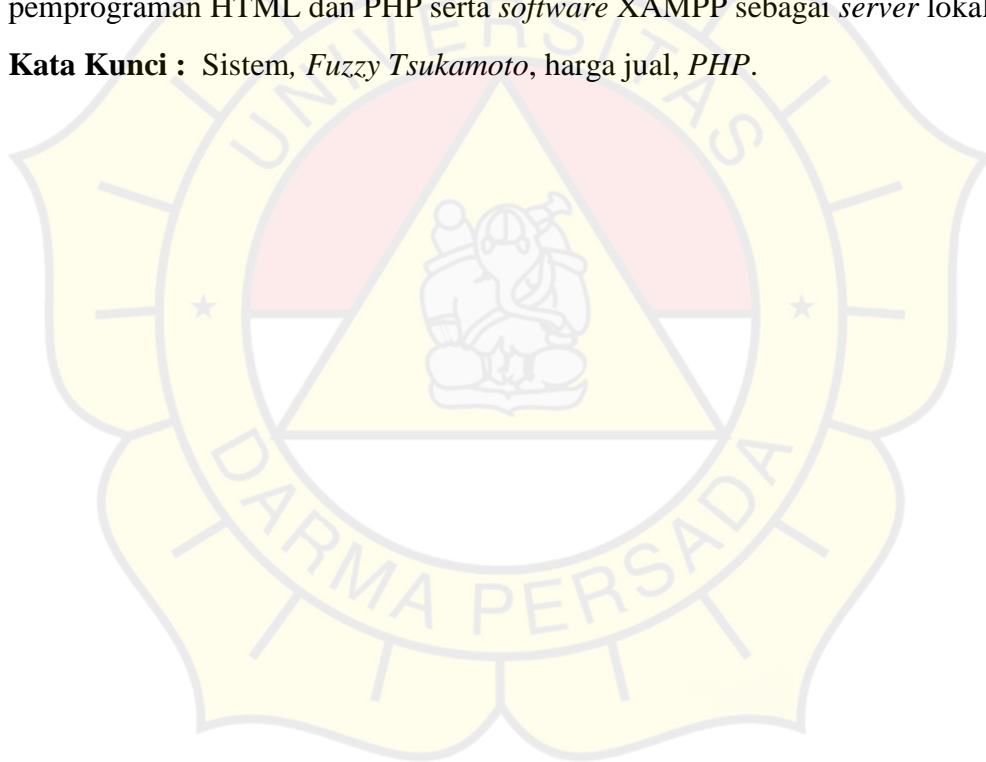 pemprograman HTML dan PHP serta software XAMPP sebagai server lokal
Kata Kunci : Sistem, Fuzzy Tsukamoto, harga jual, PHP.
UNIVERSITAS
DARMA PERSADA